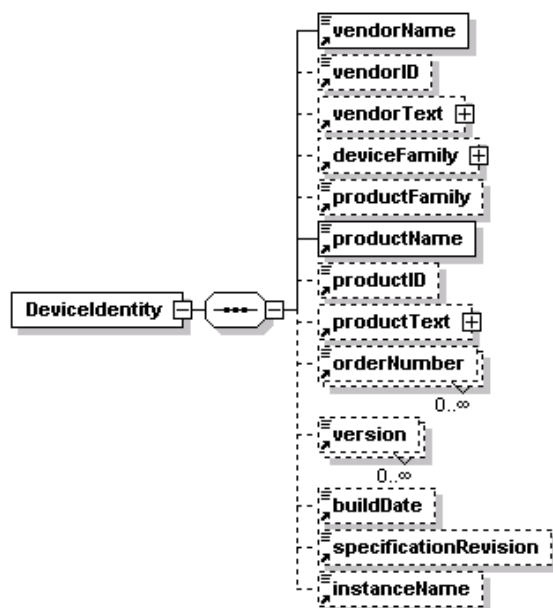 vendorName
vendorID
vendorText
deviceFamily
productFamily
productName
productID
DeviceIdentity
productText
orderNumber
0..∞
version
0..∞
buildDate
specificationRevision
instanceName